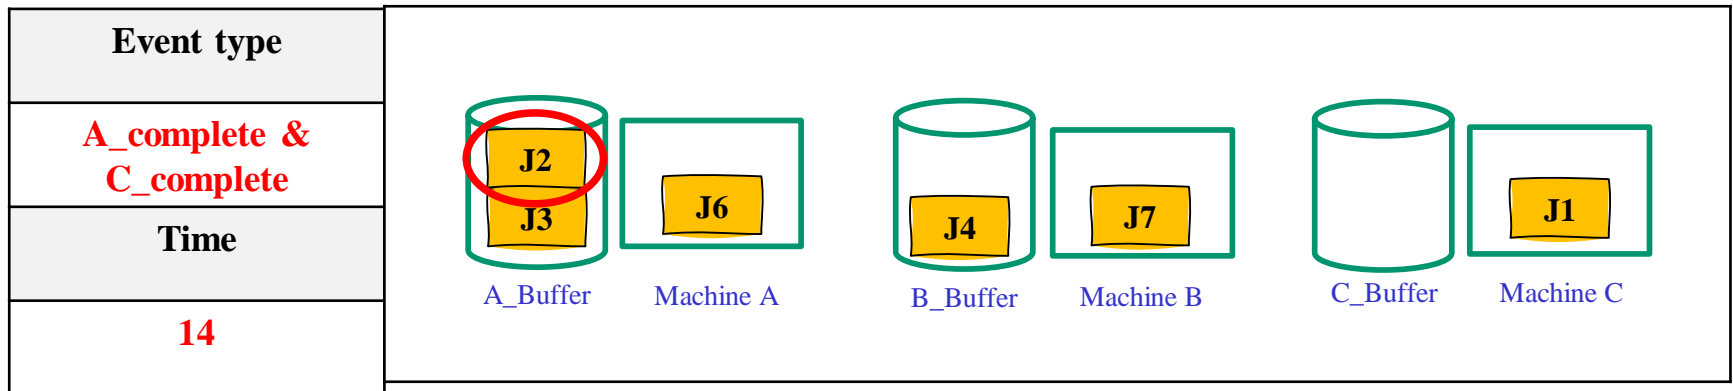 Event type
A_complete &
C_complete
Time
14
J2
J3
J6
J4
J7
J1
A_Buffer
Machine A
B_Buffer
Machine B
C_Buffer
Machine C